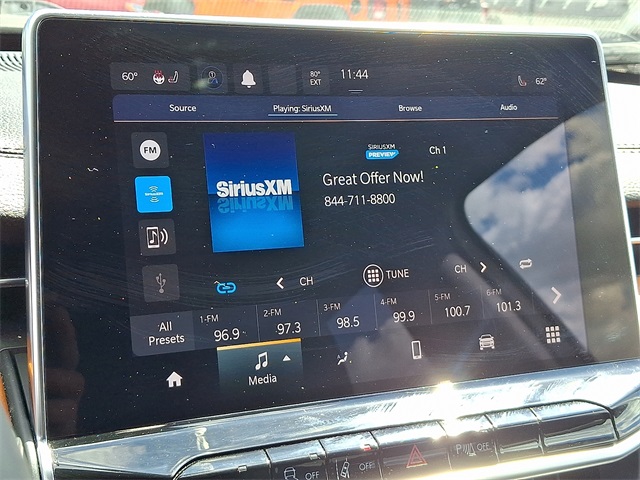 60° 80° EXT 11:44 62°
Source Playing: SiriusXM Browse Audio
FM
SIRIUSXM
SiriusXM
SIRIUSXM PREVIEW Ch 1
Great Offer Now!
844-711-8800
CH TUNE CH
All Presets
1-FM 2-FM 3-FM 4-FM 5-FM 6-FM
96.9 97.3 98.5 99.9 100.7 101.3
Media
OFF OFF P OFF